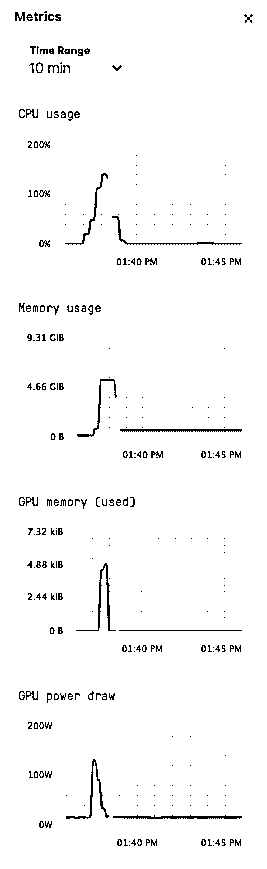 Metrics ×
Time Range
10 min
CPU usage
200%
100%
0%
01:40 PM 01:45 PM
Memory usage
9.31 GiB
4.66 GiB
0 B
01:40 PM 01:45 PM
GPU memory (used)
7.32 kiB
4.88 kiB
2.44 kiB
0 B
01:40 PM 01:45 PM
GPU power draw
200W
100W
0W
01:40 PM 01:45 PM